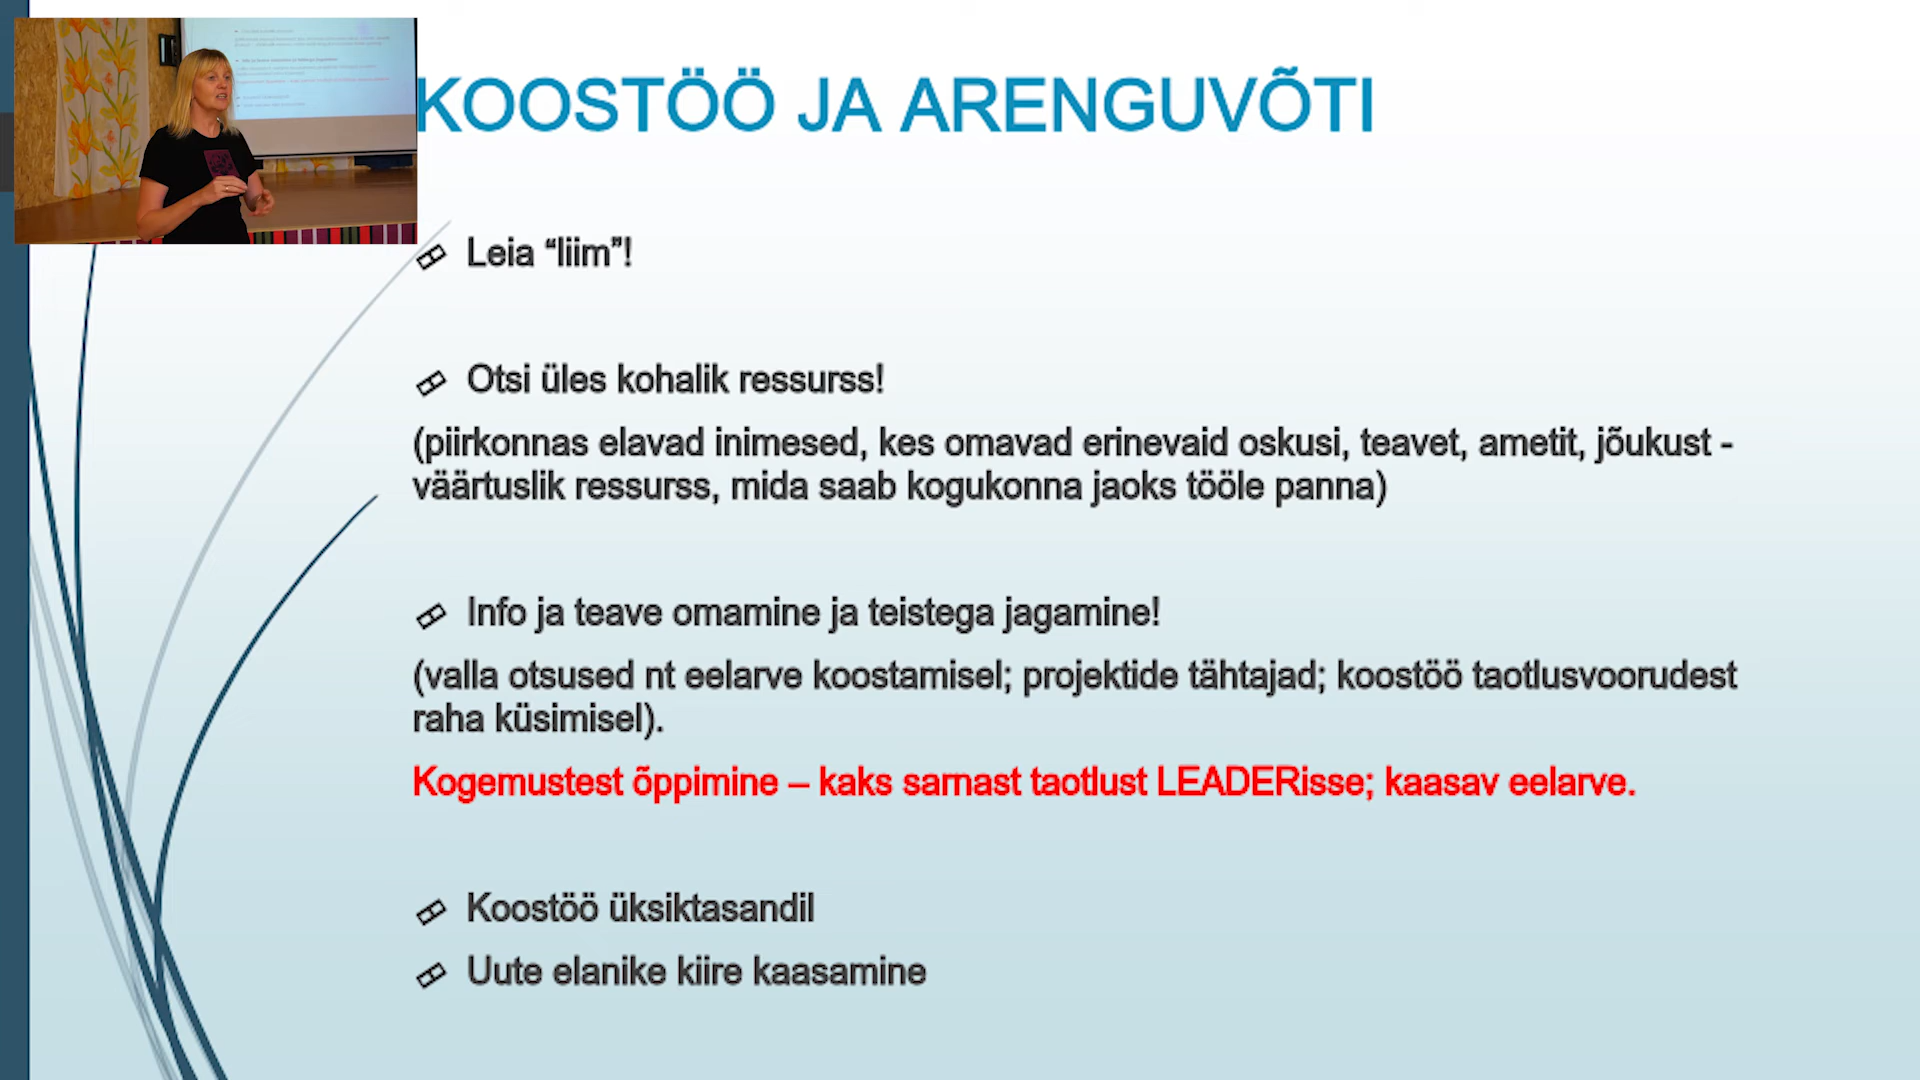 KOOSTÖÖ JA ARENGUVÕTI
Leia “liim”!
Otsi üles kohalik ressurss!
(piirkonnas elavad inimesed, kes omavad erinevaid oskusi, teavet, ametit, jõukust -
väärtuslik ressurss, mida saab kogukonna jaoks tööle panna)
Info ja teave omamine ja teistega jagamine!
(valla otsused nt eelarve koostamisel; projektide tähtajad; koostöö taotlusvoorudest
raha küsimisel).
Kogemustest õppimine – kaks sarnast taotlust LEADERisse; kaasav eelarve.
Koostöö üksiktasandil
Uute elanike kiire kaasamine